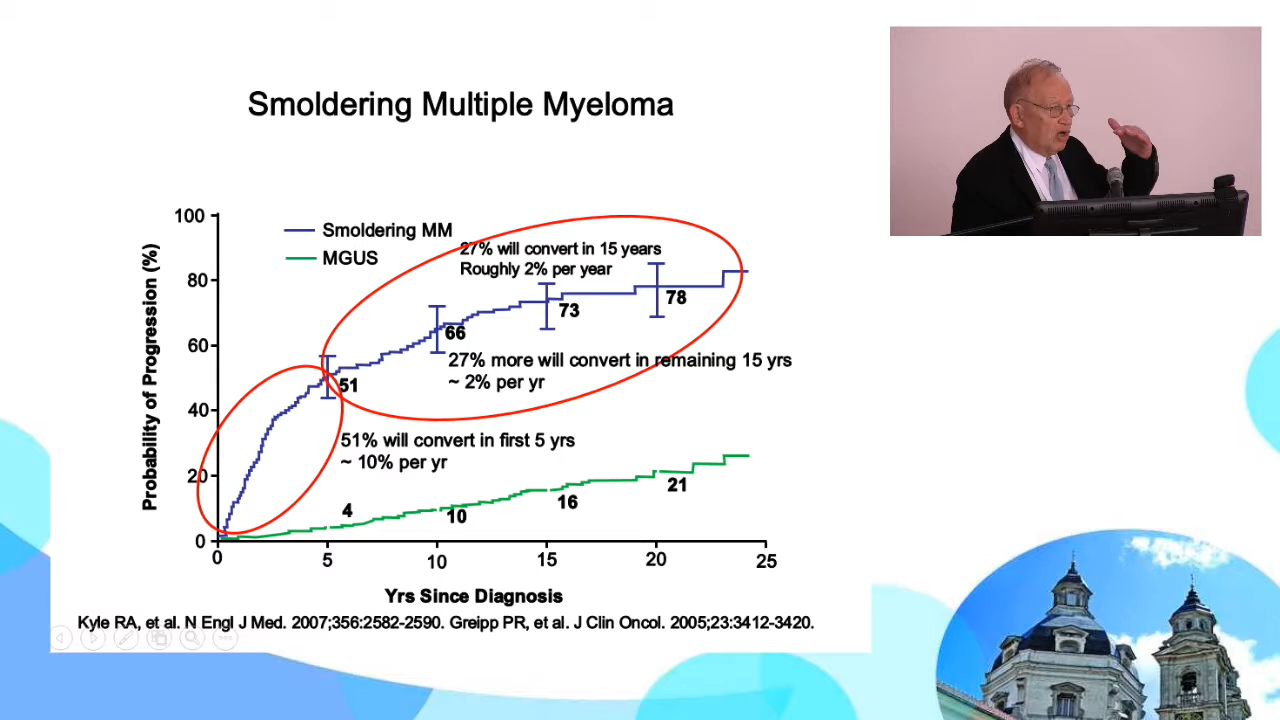 Smoldering Multiple Myeloma
100
80
60
40
20
0
Probability of Progression (%)
Smoldering MM
MGUS
27% will convert in 15 years
Roughly 2% per year
78
73
66
27% more will convert in remaining 15 yrs
~ 2% per yr
51
51% will convert in first 5 yrs
~ 10% per yr
4
10
16
21
0 5 10 15 20 25
Yrs Since Diagnosis
Kyle RA, et al. N Engl J Med. 2007;356:2582-2590. Greipp PR, et al. J Clin Oncol. 2005;23:3412-3420.